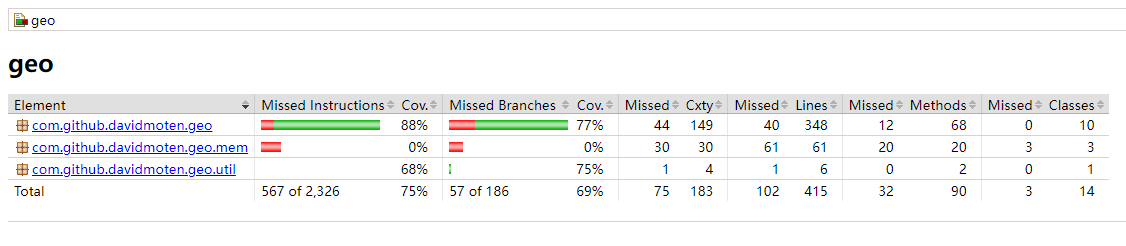 geo
geo
Element Missed Instructions Cov. Missed Branches Cov. Missed Cxty Missed Lines Missed Methods Missed Classes
com.github.davidmoten.geo 88% 77% 44 149 40 348 12 68 0 10
com.github.davidmoten.geo.mem 0% 0% 30 30 61 61 20 20 3 3
com.github.davidmoten.geo.util 68% 75% 1 4 1 6 0 2 0 1
Total 567 of 2,326 75% 57 of 186 69% 75 183 102 415 32 90 3 14